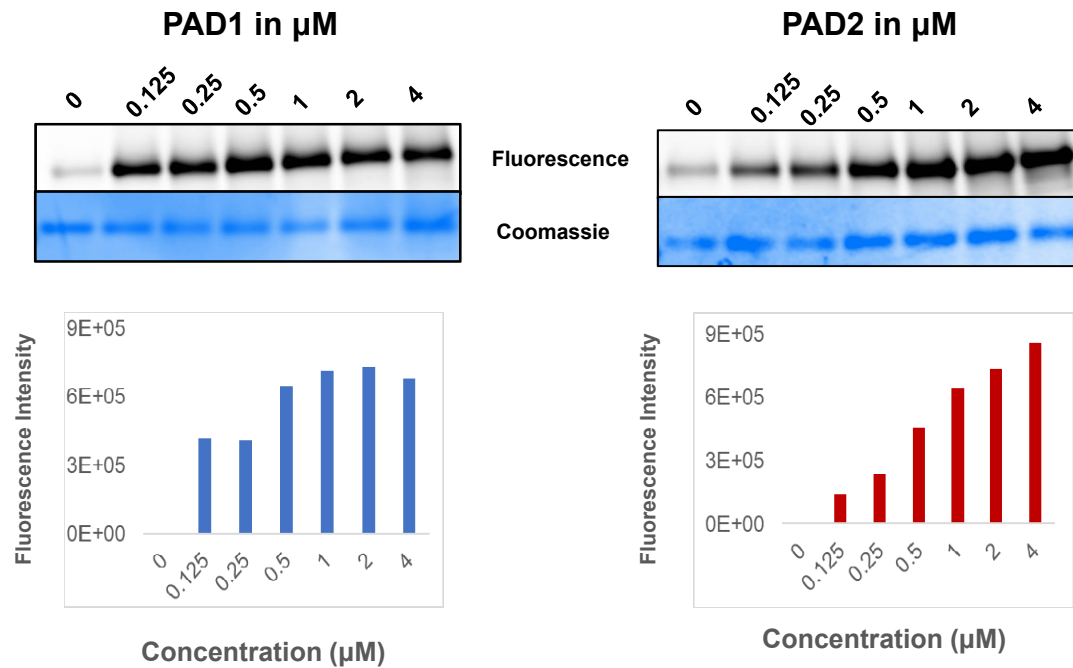 PAD1 in µM
0 0.125 0.25 0.5 1 2 4
PAD2 in µM
0 0.125 0.25 0.5 1 2 4
Fluorescence
Coomassie
Fluorescence Intensity
9E+05
6E+05
3E+05
0E+00
0 0.125 0.25 0.5 1 2 4
Concentration (µM)
Fluorescence Intensity
9E+05
6E+05
3E+05
0E+00
0 0.125 0.25 0.5 1 2 4
Concentration (µM)